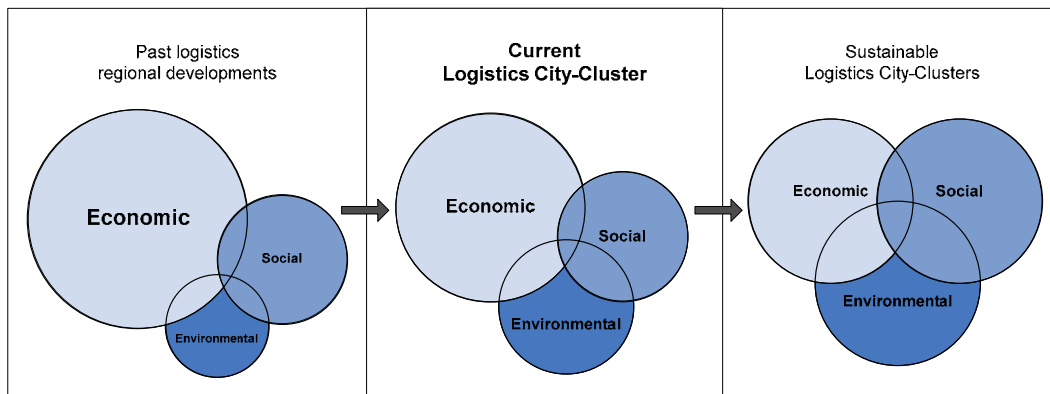 Past logistics
regional developments
Economic
Social
Environmental
Current
Logistics City-Cluster
Economic
Social
Environmental
Sustainable
Logistics City-Clusters
Economic
Social
Environmental